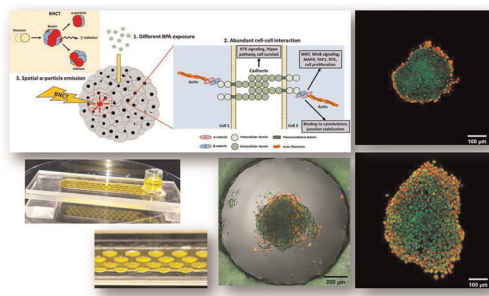 BNCT
α-particle
Neutron
Boron
γ radiation
Lithium
1. Different BPA exposure
2. Abundant cell-cell interaction
3. Spatial α-particle emission
BNCT
RTK signaling, Hippo
pathway, cell survival
WNT, NFκB signaling,
MAPK, YAP1, RTK,
cell proliferation
Cadherin
Actin
Actin
Cell 1
Cell 2
Binding to cytoskeleton,
junction stabilization
α-catenin
Intracellular domain
Transmembrane domain
β-catenin
Extracellular domain
Actin filaments
100 μm
200 μm
100 μm